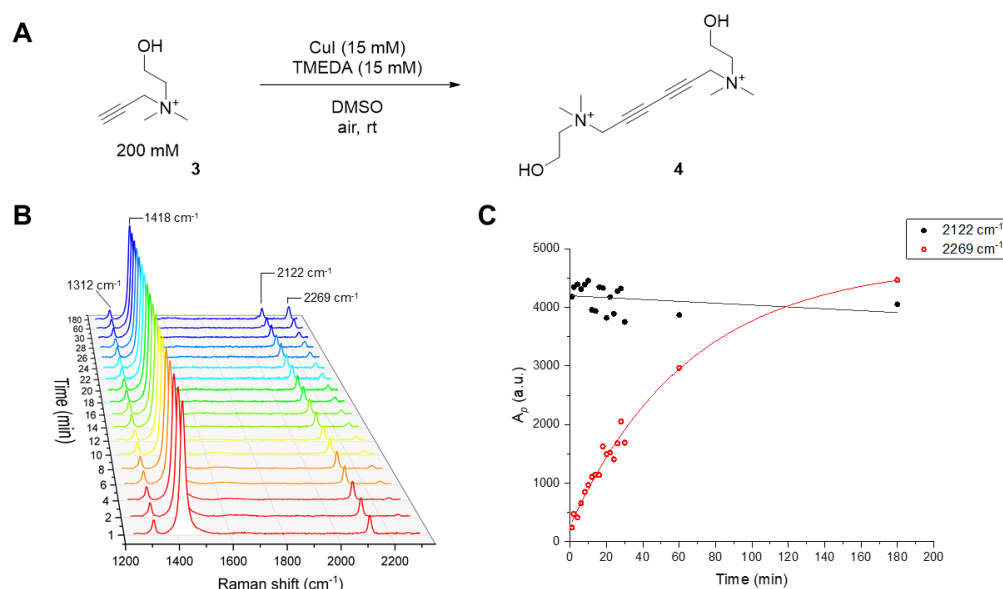 A
OH
N+
200 mM
3
CuI (15 mM)
TMEDA (15 mM)
DMSO
air, rt
OH
N+
N+
HO
4
B
1418 cm-1
1312 cm-1
2122 cm-1
2269 cm-1
180
60
30
28
26
24
22
20
18
16
14
12
10
8
6
4
2
1
Time (min)
1200
1400
1600
1800
2000
2200
Raman shift (cm-1)
C
2122 cm-1
2269 cm-1
5000
4000
3000
2000
1000
0
Ap (a.u.)
0
20
40
60
80
100
120
140
160
180
200
Time (min)